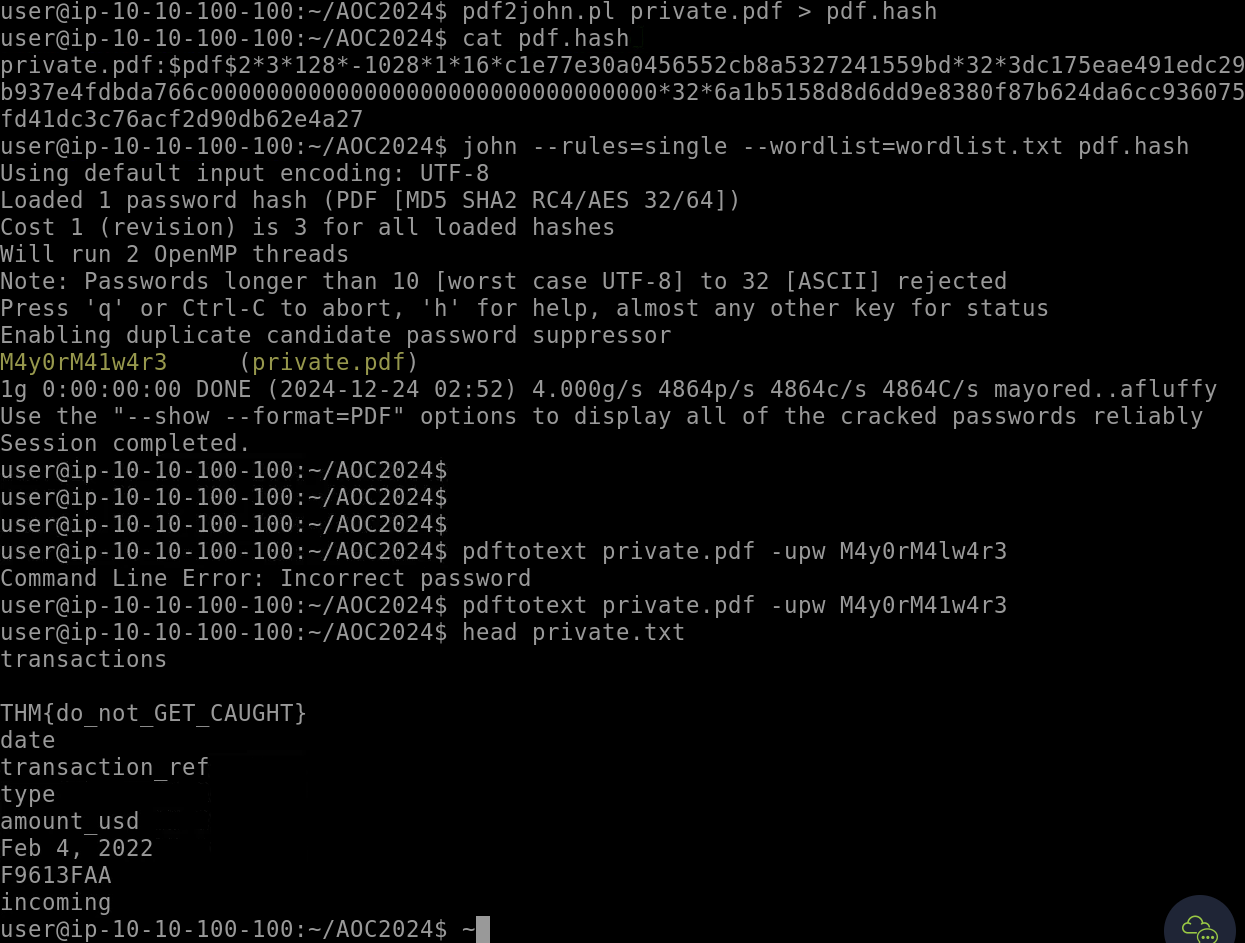 user@ip-10-10-100-100:~/AOC2024$ pdf2john.pl private.pdf > pdf.hash
user@ip-10-10-100-100:~/AOC2024$ cat pdf.hash
private.pdf:$pdf$2*3*128*-1028*1*16*c1e77e30a0456552cb8a5327241559bd*32*3dc175eae491edc29
b937e4fdbda766c00000000000000000000000000000000*32*6a1b5158d8d6dd9e8380f87b624da6cc936075
fd41dc3c76acf2d90db62e4a27
user@ip-10-10-100-100:~/AOC2024$ john --rules=single --wordlist=wordlist.txt pdf.hash
Using default input encoding: UTF-8
Loaded 1 password hash (PDF [MD5 SHA2 RC4/AES 32/64])
Cost 1 (revision) is 3 for all loaded hashes
Will run 2 OpenMP threads
Note: Passwords longer than 10 [worst case UTF-8] to 32 [ASCII] rejected
Press 'q' or Ctrl-C to abort, 'h' for help, almost any other key for status
Enabling duplicate candidate password suppressor
M4y0rM41w4r3     (private.pdf)
1g 0:00:00:00 DONE (2024-12-24 02:52) 4.000g/s 4864p/s 4864c/s 4864C/s mayored..afluffy
Use the "--show --format=PDF" options to display all of the cracked passwords reliably
Session completed.
user@ip-10-10-100-100:~/AOC2024$
user@ip-10-10-100-100:~/AOC2024$
user@ip-10-10-100-100:~/AOC2024$
user@ip-10-10-100-100:~/AOC2024$ pdftotext private.pdf -upw M4y0rM4lw4r3
Command Line Error: Incorrect password
user@ip-10-10-100-100:~/AOC2024$ pdftotext private.pdf -upw M4y0rM41w4r3
user@ip-10-10-100-100:~/AOC2024$ head private.txt
transactions

THM{do_not_GET_CAUGHT}
date
transaction_ref
type
amount_usd
Feb 4, 2022
F9613FAA
incoming
user@ip-10-10-100-100:~/AOC2024$ ~